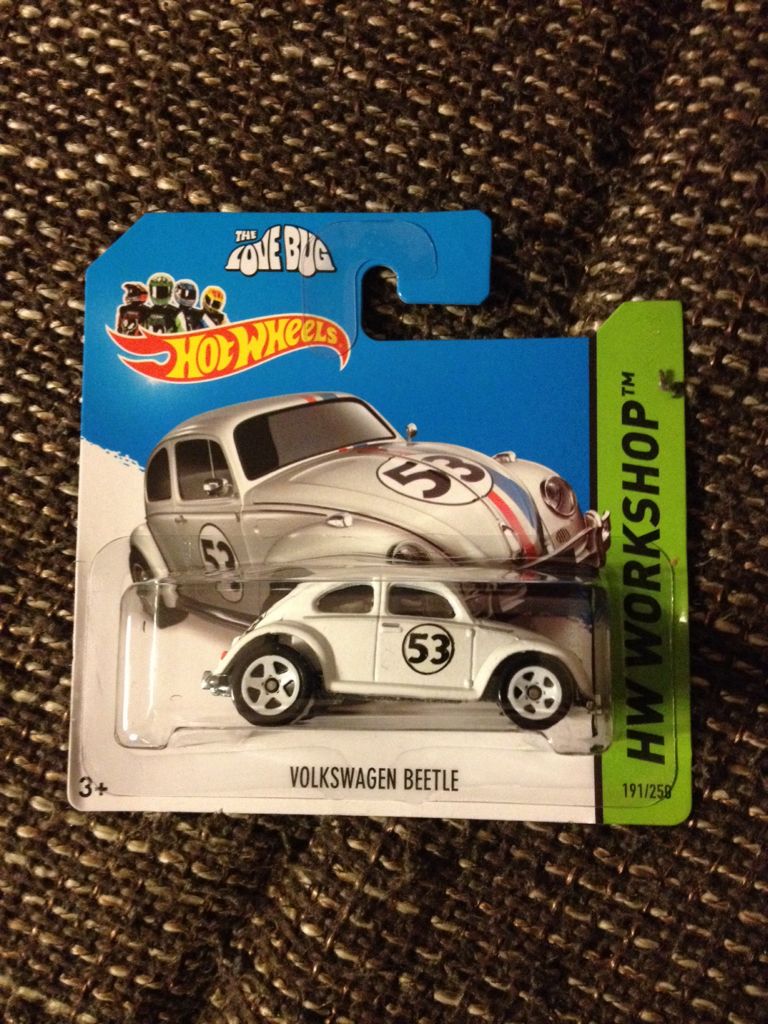 THE
LOVE BUG
HOT WHEELS
53
53
53
VOLKSWAGEN BEETLE
3+
HW WORKSHOP™
191/250